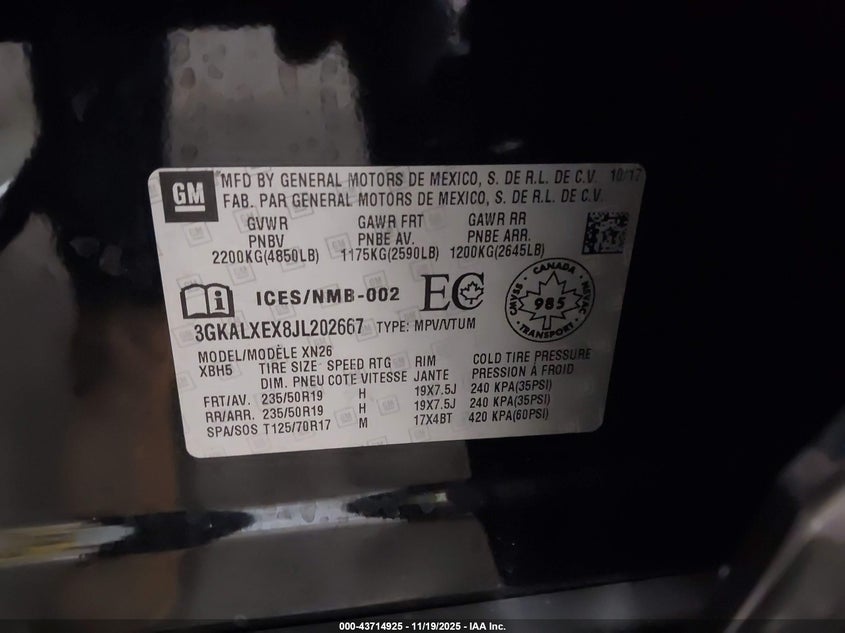 GM
MFD BY GENERAL MOTORS DE MEXICO, S. DE R.L. DE C.V. 10/17
FAB. PAR GENERAL MOTORS DE MEXICO, S. DE R.L. DE C.V.
GVWR GAWR FRT GAWR RR
PNBV PNBE AV. PNBE ARR.
2200KG(4850LB) 1175KG(2590LB) 1200KG(2645LB)
i ICES/NMB-002 EC
CANADA
CMVSS 985 NSVAC
3GKALXEX8JL202667 TYPE: MPV/VTUM
MODEL/MODÈLE XN26
XBH5 TIRE SIZE SPEED RTG RIM COLD TIRE PRESSURE
DIM. PNEU COTE VITESSE JANTE PRESSION À FROID
FRT/AV. 235/50R19 H 19X7.5J 240 KPA(35PSI)
RR/ARR. 235/50R19 H 19X7.5J 240 KPA(35PSI)
SPA/SOS T125/70R17 M 17X4BT 420 KPA(60PSI)
000-43714925 - 11/19/2025 - IAA Inc.